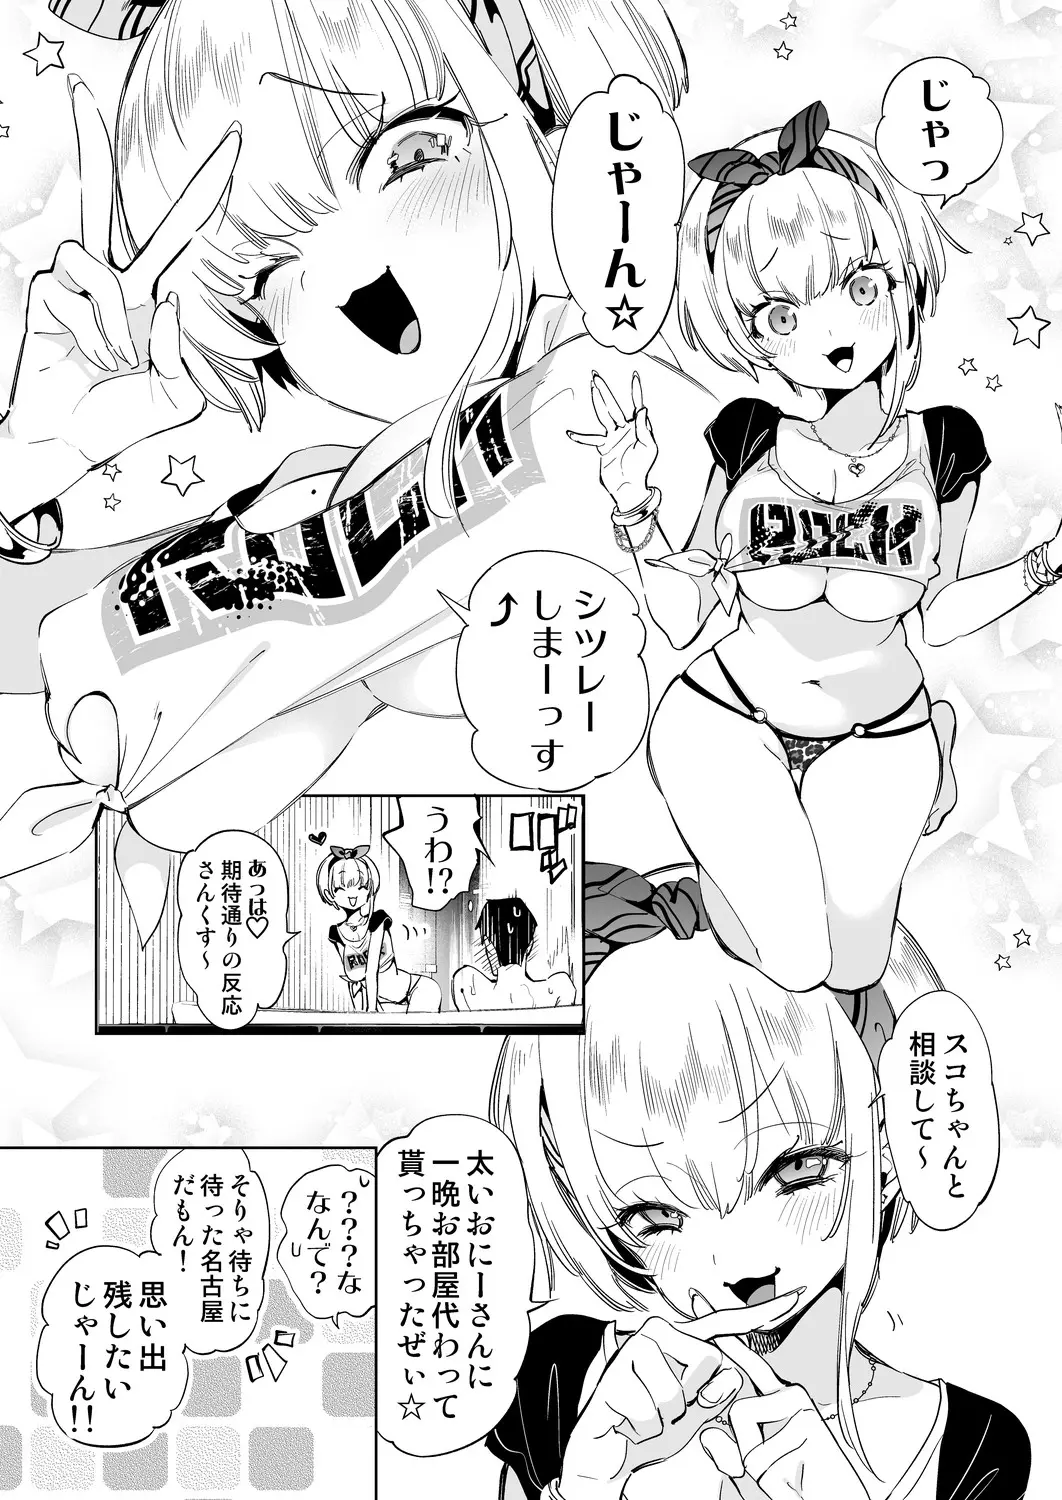 じゃっ
じゃーん☆
シツレー
しまーっす
うわ!?
あっは♡
期待通りの反応
さんくす～
スコちゃんと
相談して～
太いおにーさんに
一晩お部屋代わって
貰っちゃったぜぃ☆
???な
なんで?
そりゃ待ちに
待った名古屋
だもん!
思い出
残したい
じゃーん!!